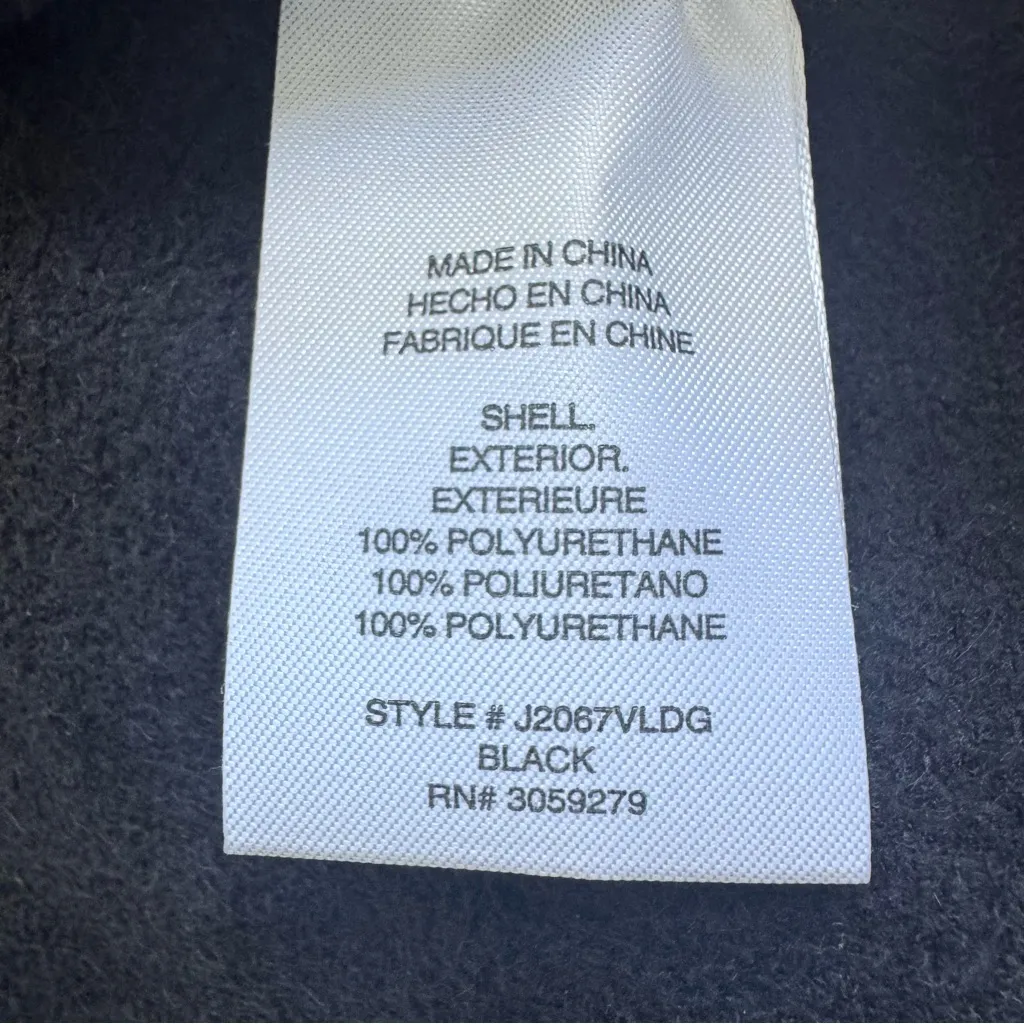 MADE IN CHINA
HECHO EN CHINA
FABRIQUE EN CHINE
SHELL.
EXTERIOR.
EXTERIEURE
100% POLYURETHANE
100% POLIURETANO
100% POLYURETHANE
STYLE # J2067VLDG
BLACK
RN# 3059279